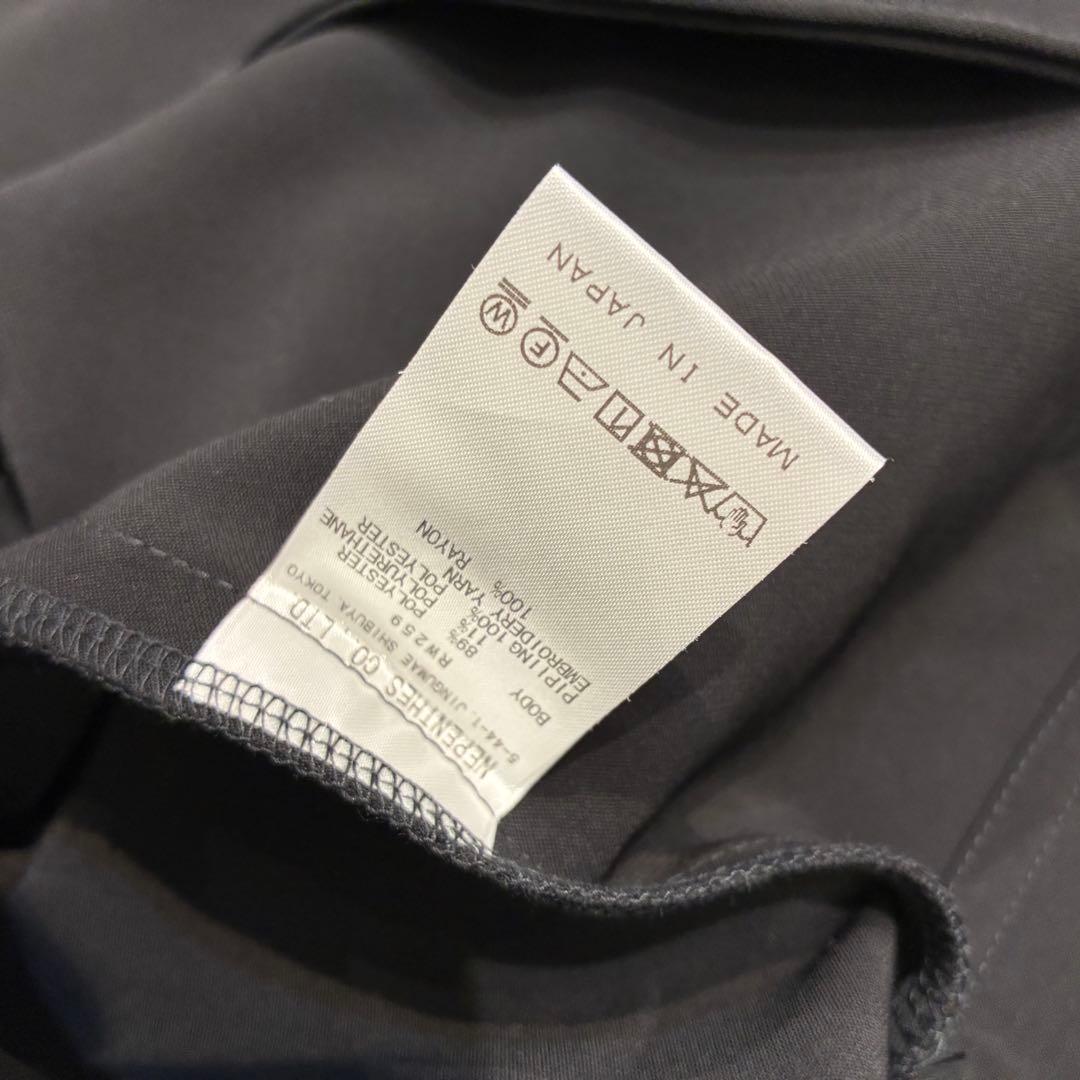 NEPENTHES CO., LTD.
5-44-1, JINGUMAE SHIBUYA TOKYO
RW259
BODY 89% POLYESTER
11% POLYURETHANE
PIPIING 100% POLYESTER
EMBROIDERY YARN RAYON
100%
F W
MADE IN JAPAN